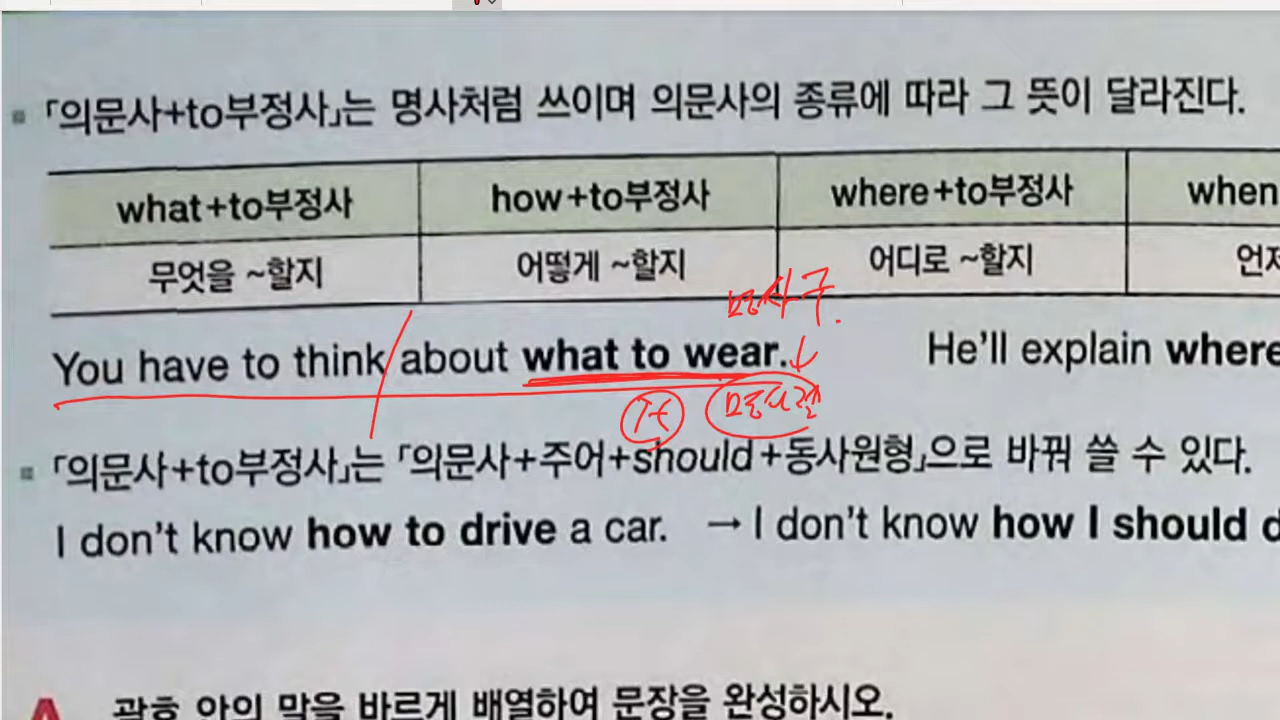 「의문사+to부정사」는 명사처럼 쓰이며 의문사의 종류에 따라 그 뜻이 달라진다.
what+to부정사 how+to부정사 where+to부정사 when
무엇을 ~할지 어떻게 ~할지 어디로 ~할지 언제
명사구.
You have to think about what to wear. He'll explain where
「의문사+to부정사」는 「의문사+주어+should+동사원형」으로 바꿔 쓸 수 있다.
I don't know how to drive a car. → I don't know how I should d
A 괄호 안의 말을 바르게 배열하여 문장을 완성하시오.